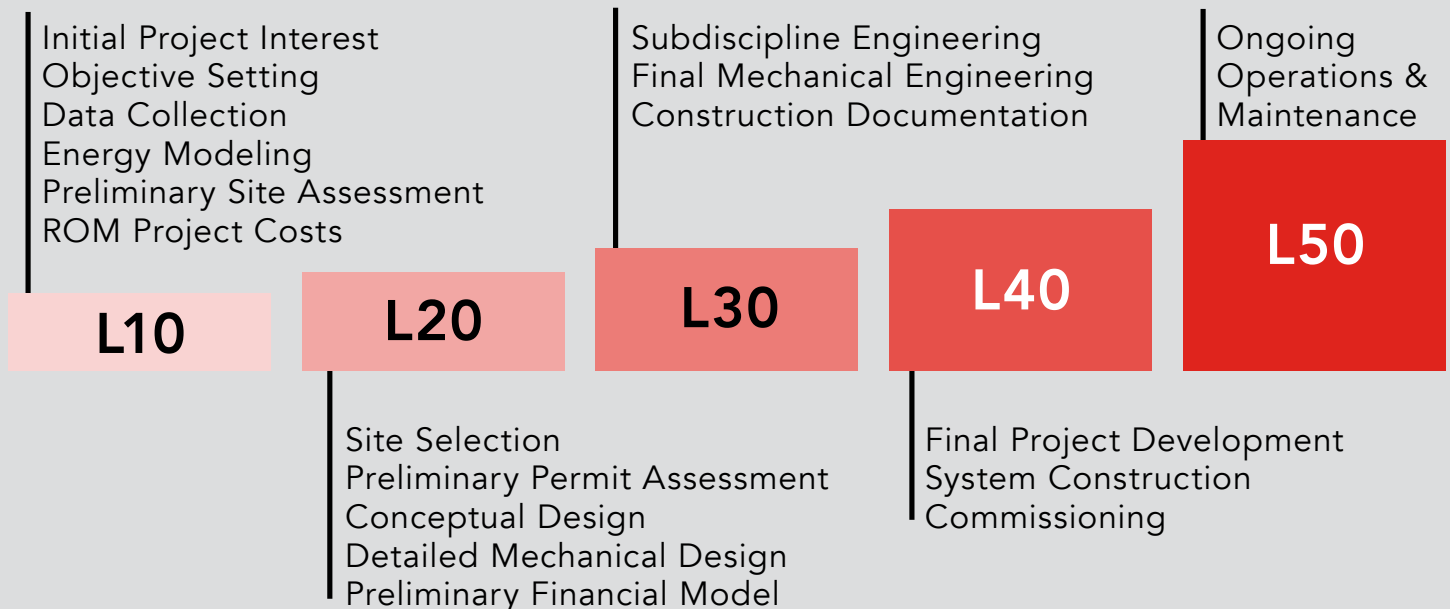 Initial Project Interest
Objective Setting
Data Collection
Energy Modeling
Preliminary Site Assessment
ROM Project Costs
L10
L20
Site Selection
Preliminary Permit Assessment
Conceptual Design
Detailed Mechanical Design
Preliminary Financial Model
Subdiscipline Engineering
Final Mechanical Engineering
Construction Documentation
L30
L40
Final Project Development
System Construction
Commissioning
Ongoing
Operations &
Maintenance
L50